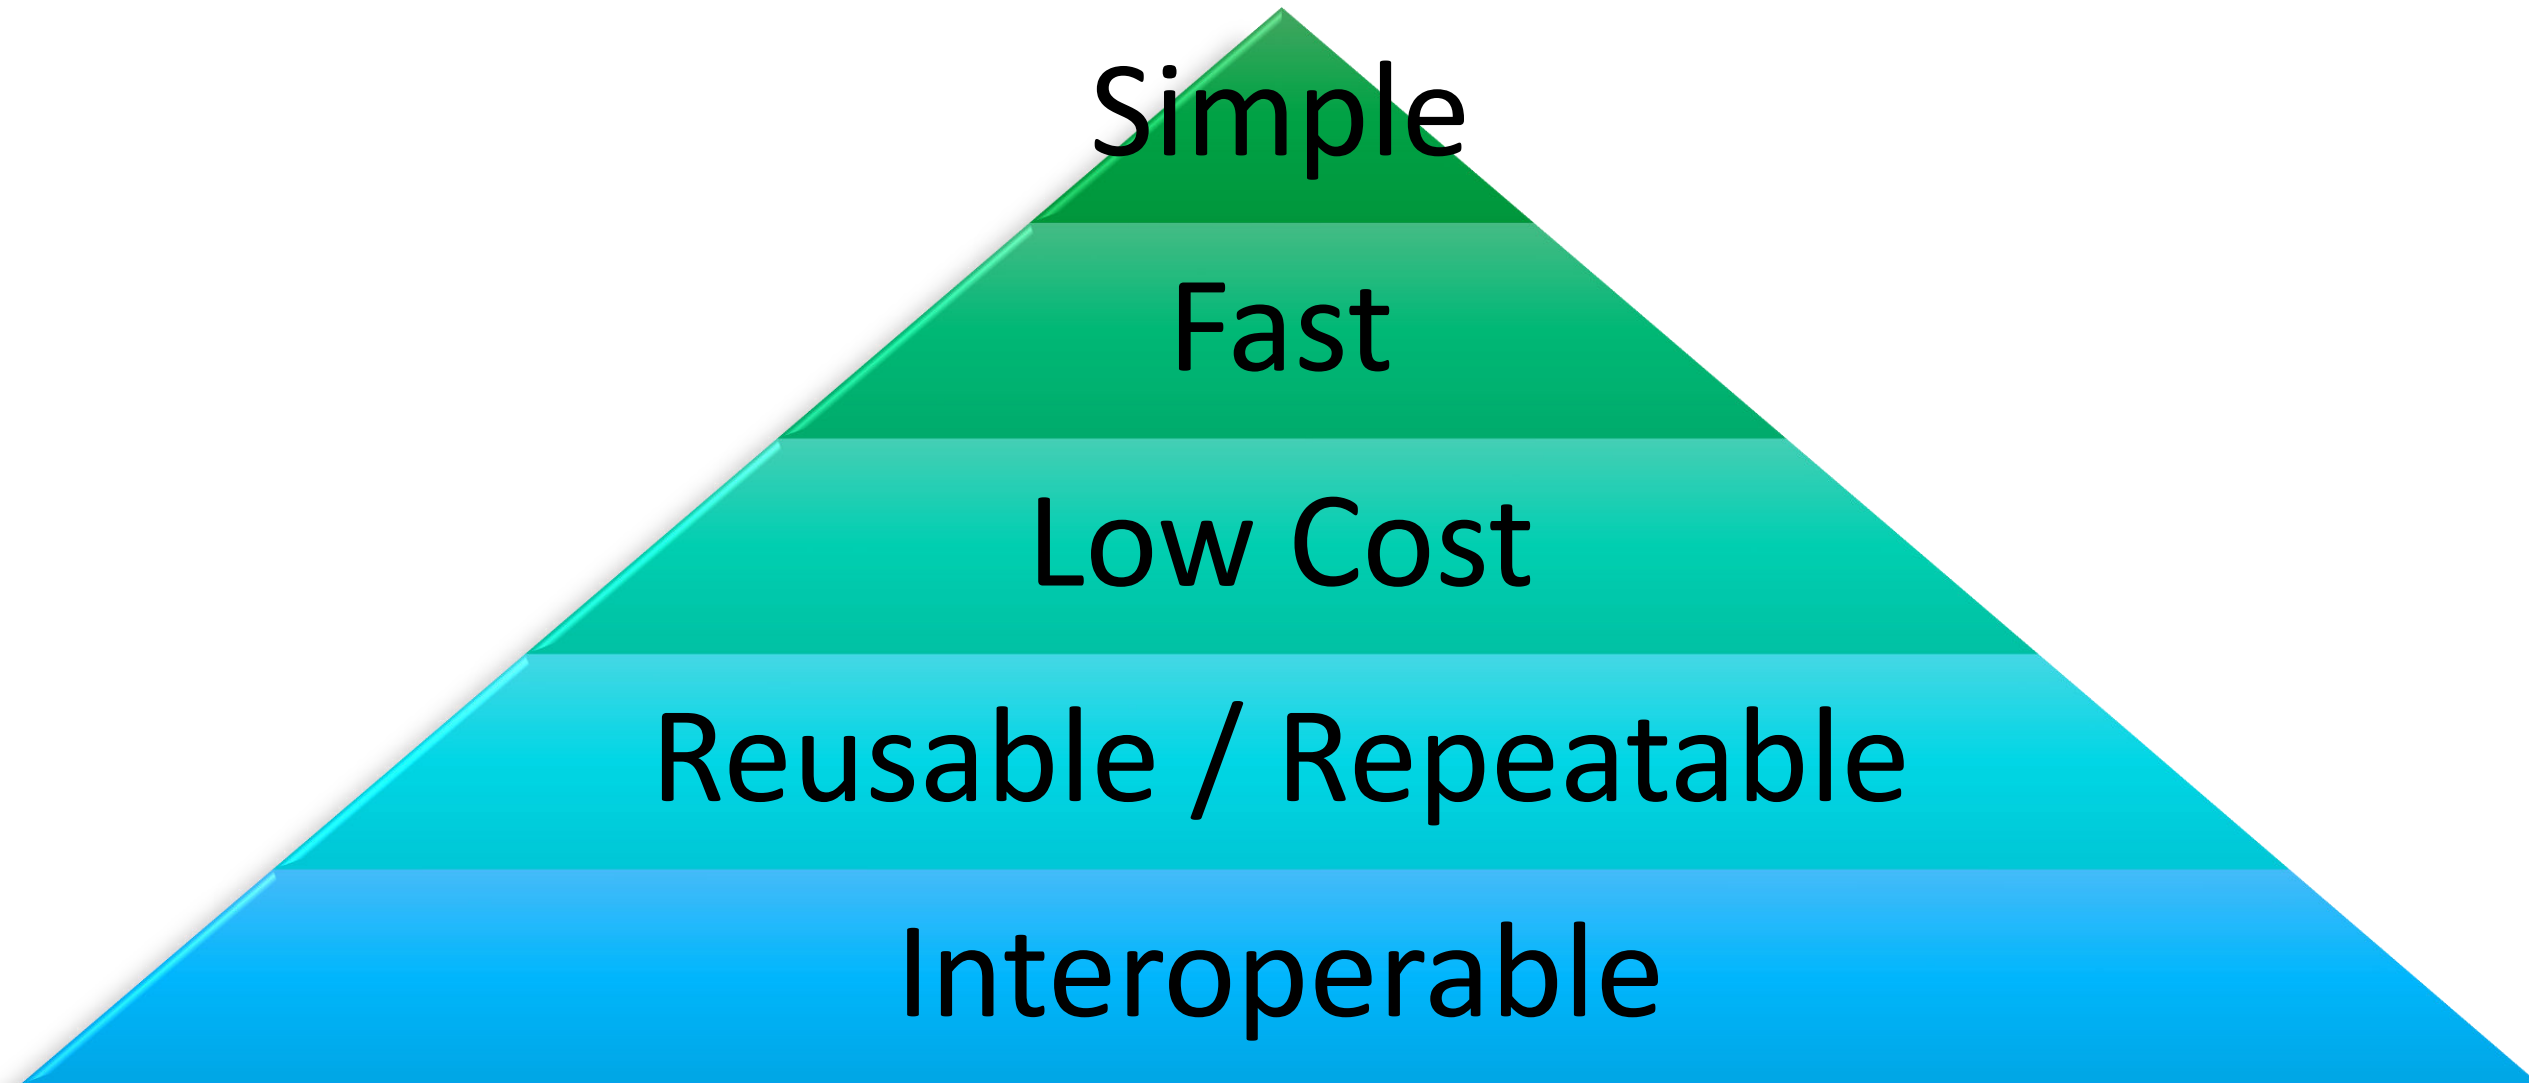 Simple
Fast
Low Cost
Reusable / Repeatable
Interoperable